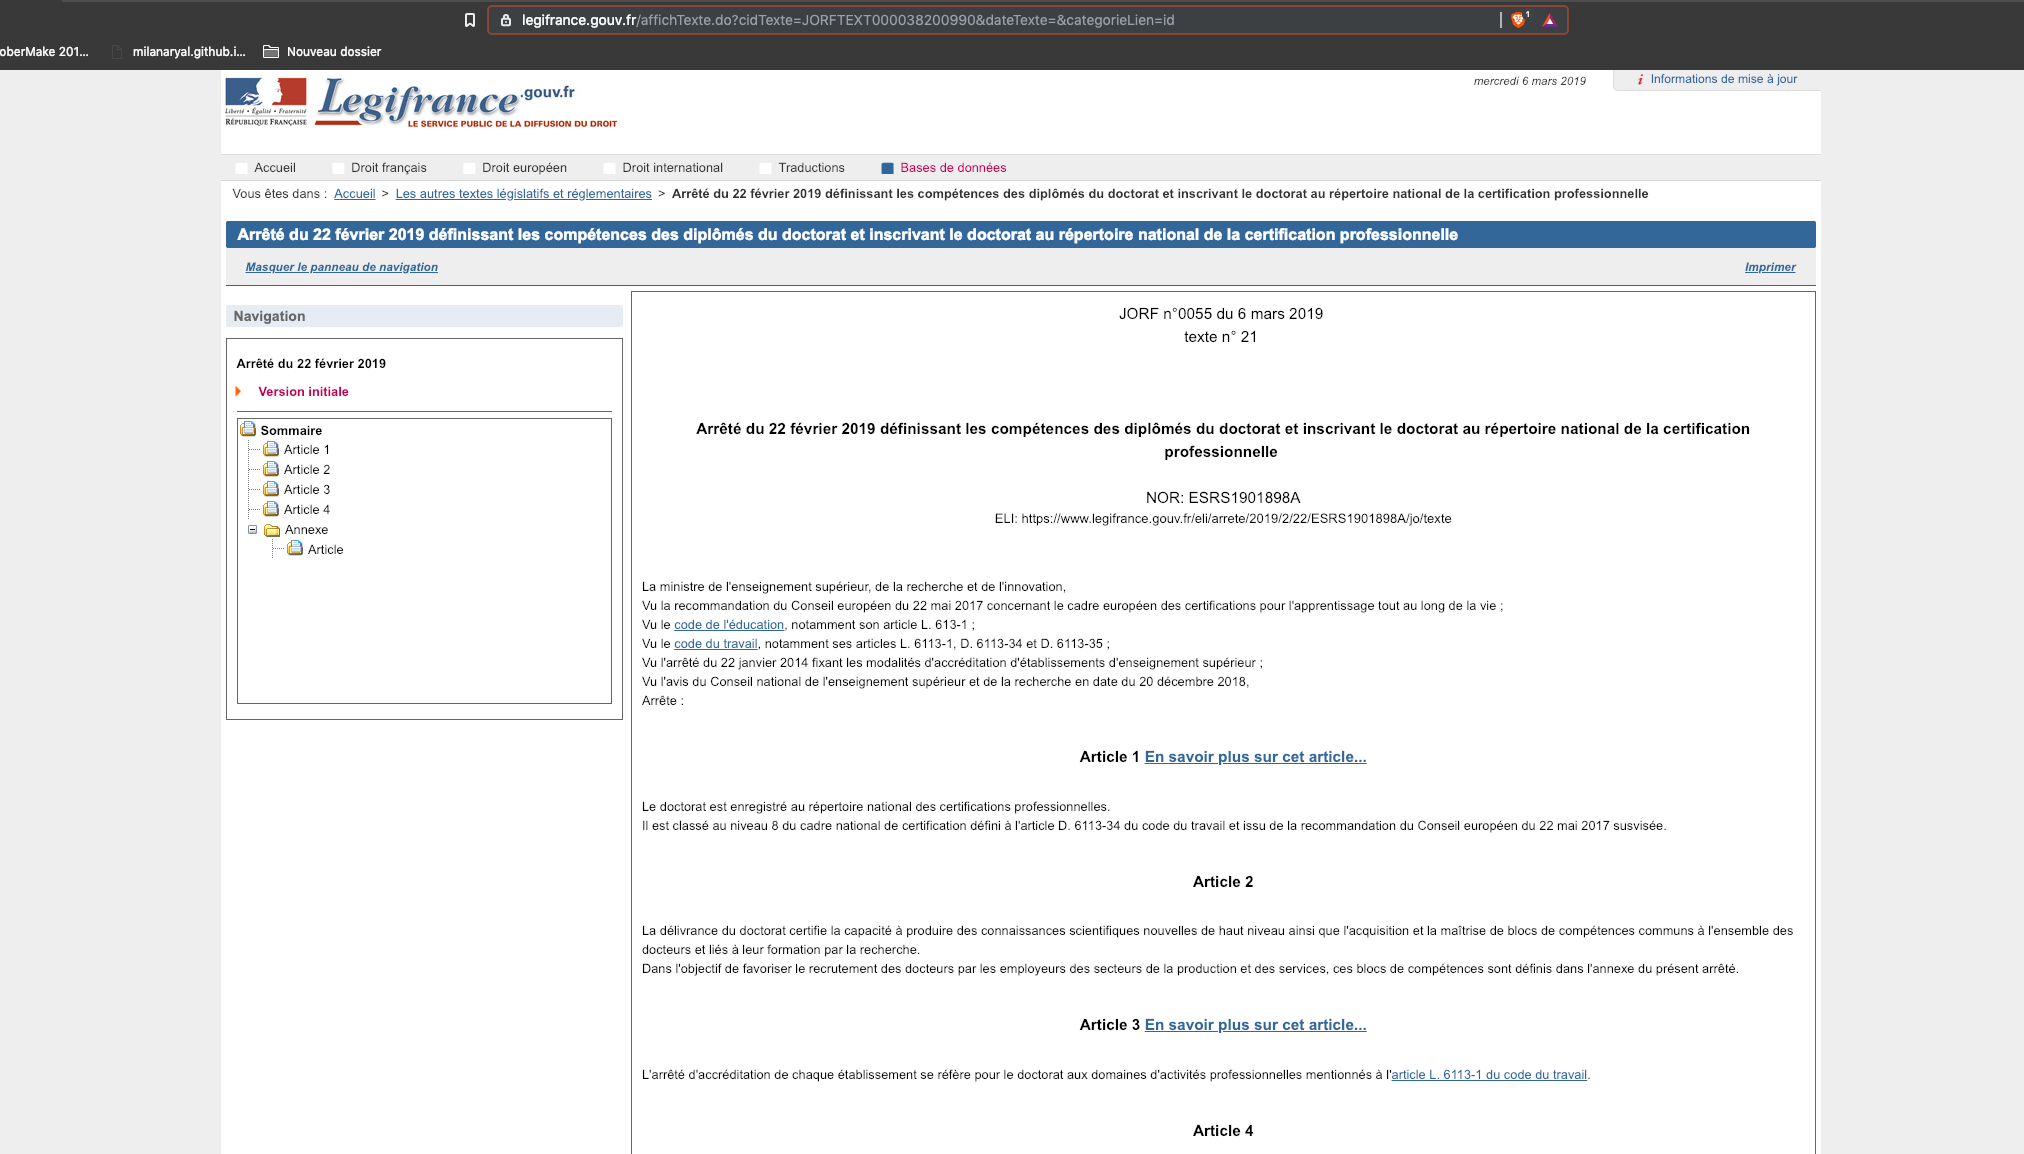 legifrance.gouv.fr/affichTexte.do?cidTexte=JORFTEXT000038200990&dateTexte=&categorieLien=id
1
oberMake 201... milanaryal.github.i... Nouveau dossier
Liberté • Égalité • Fraternité
RÉPUBLIQUE FRANÇAISE
Legifrance.gouv.fr
LE SERVICE PUBLIC DE LA DIFFUSION DU DROIT
mercredi 6 mars 2019
i Informations de mise à jour
Accueil Droit français Droit européen Droit international Traductions Bases de données
Vous êtes dans : Accueil > Les autres textes législatifs et réglementaires > Arrêté du 22 février 2019 définissant les compétences des diplômés du doctorat et inscrivant le doctorat au répertoire national de la certification professionnelle
Arrêté du 22 février 2019 définissant les compétences des diplômés du doctorat et inscrivant le doctorat au répertoire national de la certification professionnelle
Masquer le panneau de navigation
Imprimer
Navigation
Arrêté du 22 février 2019
Version initiale
Sommaire
Article 1
Article 2
Article 3
Article 4
Annexe
Article
JORF n°0055 du 6 mars 2019
texte n° 21
Arrêté du 22 février 2019 définissant les compétences des diplômés du doctorat et inscrivant le doctorat au répertoire national de la certification
professionnelle
NOR: ESRS1901898A
ELI: https://www.legifrance.gouv.fr/eli/arrete/2019/2/22/ESRS1901898A/jo/texte
La ministre de l'enseignement supérieur, de la recherche et de l'innovation,
Vu la recommandation du Conseil européen du 22 mai 2017 concernant le cadre européen des certifications pour l'apprentissage tout au long de la vie ;
Vu le code de l'éducation, notamment son article L. 613-1 ;
Vu le code du travail, notamment ses articles L. 6113-1, D. 6113-34 et D. 6113-35 ;
Vu l'arrêté du 22 janvier 2014 fixant les modalités d'accréditation d'établissements d'enseignement supérieur ;
Vu l'avis du Conseil national de l'enseignement supérieur et de la recherche en date du 20 décembre 2018,
Arrête :
Article 1 En savoir plus sur cet article...
Le doctorat est enregistré au répertoire national des certifications professionnelles.
Il est classé au niveau 8 du cadre national de certification défini à l'article D. 6113-34 du code du travail et issu de la recommandation du Conseil européen du 22 mai 2017 susvisée.
Article 2
La délivrance du doctorat certifie la capacité à produire des connaissances scientifiques nouvelles de haut niveau ainsi que l'acquisition et la maîtrise de blocs de compétences communs à l'ensemble des
docteurs et liés à leur formation par la recherche.
Dans l'objectif de favoriser le recrutement des docteurs par les employeurs des secteurs de la production et des services, ces blocs de compétences sont définis dans l'annexe du présent arrêté.
Article 3 En savoir plus sur cet article...
L'arrêté d'accréditation de chaque établissement se réfère pour le doctorat aux domaines d'activités professionnelles mentionnés à l'article L. 6113-1 du code du travail.
Article 4